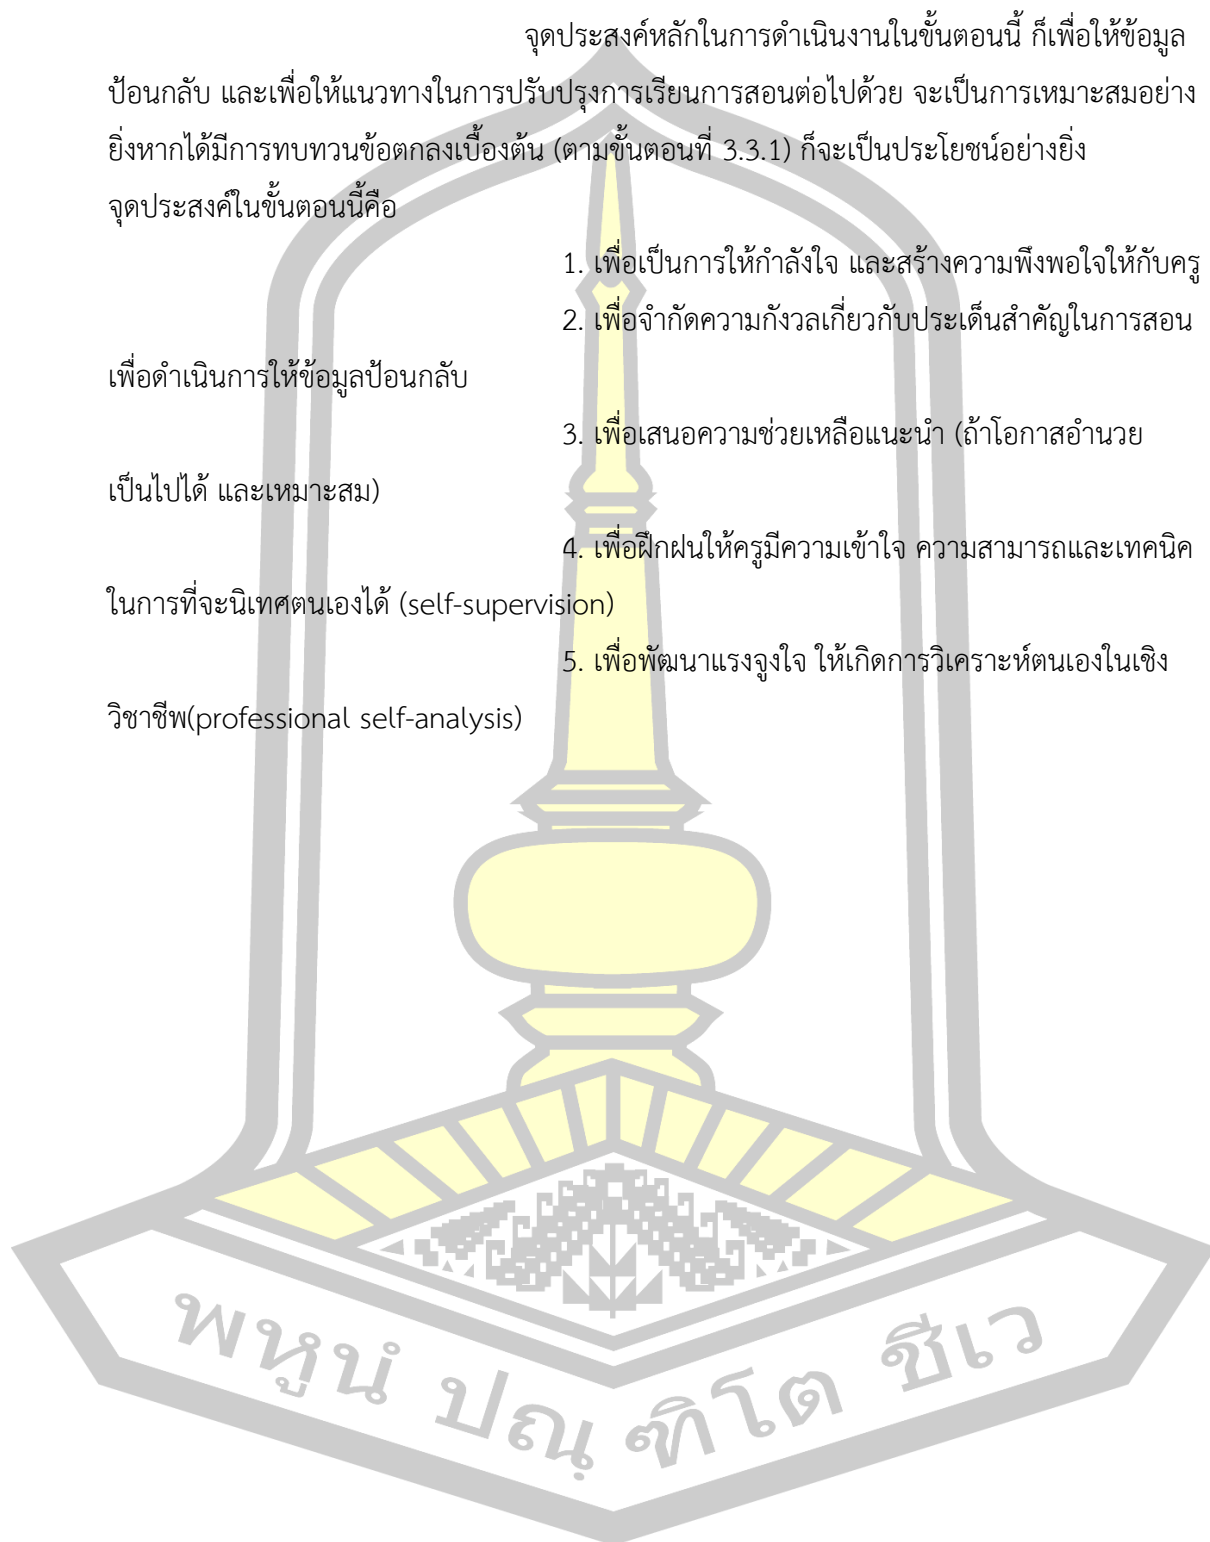 จุดประสงค์หลักในการดำเนินงานในขั้นตอนนี้ ก็เพื่อให้ข้อมูล
ป้อนกลับ และเพื่อให้แนวทางในการปรับปรุงการเรียนการสอนต่อไปด้วย จะเป็นการเหมาะสมอย่าง
ยิ่งหากได้มีการทบทวนข้อตกลงเบื้องต้น (ตามขั้นตอนที่ 3.3.1) ก็จะเป็นประโยชน์อย่างยิ่ง
จุดประสงค์ในขั้นตอนนี้คือ
1. เพื่อเป็นการให้กำลังใจ และสร้างความพึงพอใจให้กับครู
2. เพื่อจำกัดความกังวลเกี่ยวกับประเด็นสำคัญในการสอน
เพื่อดำเนินการให้ข้อมูลป้อนกลับ
3. เพื่อเสนอความช่วยเหลือแนะนำ (ถ้าโอกาสอำนวย
เป็นไปได้ และเหมาะสม)
4. เพื่อฝึกฝนให้ครูมีความเข้าใจ ความสามารถและเทคนิค
ในการที่จะนิเทศตนเองได้ (self-supervision)
5. เพื่อพัฒนาแรงจูงใจ ให้เกิดการวิเคราะห์ตนเองในเชิง
วิชาชีพ(professional self-analysis)
พหูนํ ปณฺฑิโต ชีเว